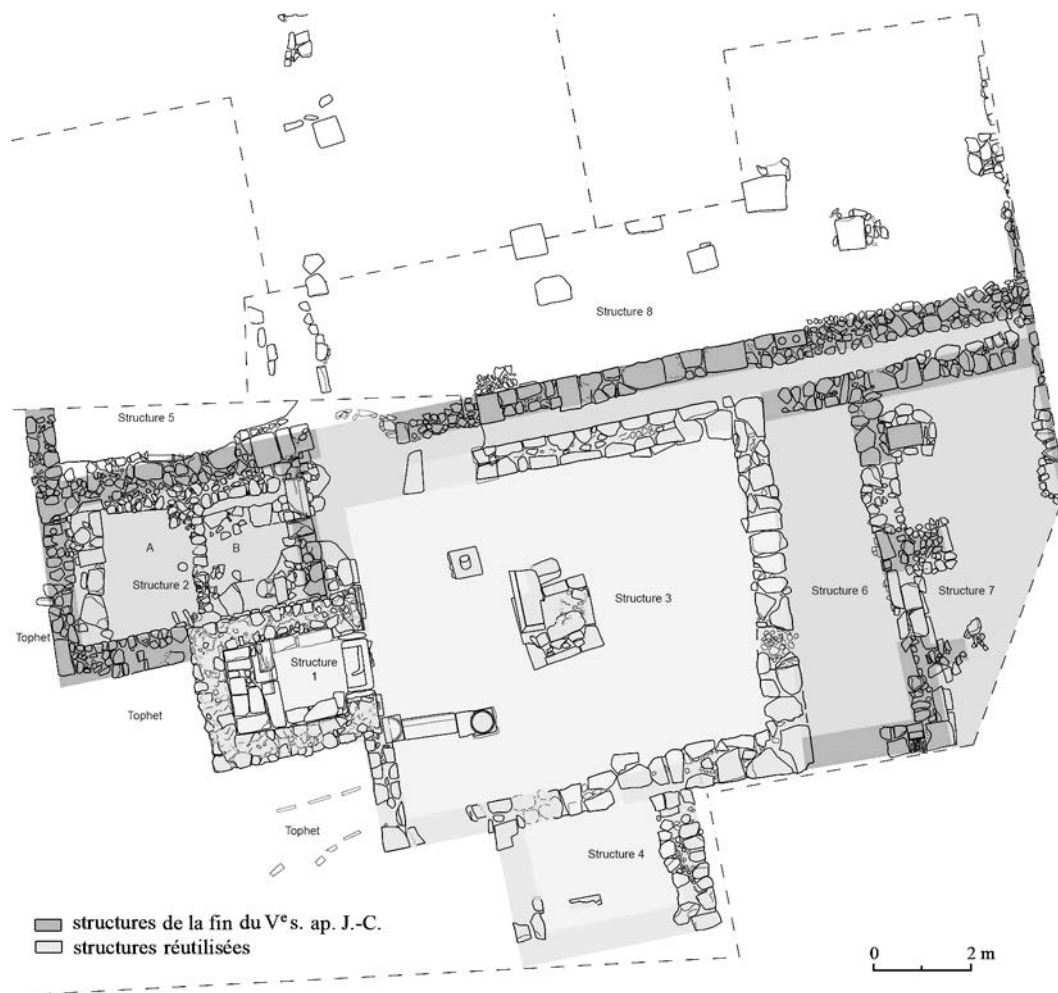 Structure 8
Structure 5
A
B
Structure 2
Structure 3
Structure 6
Structure 7
Tophet
Structure
1
Tophet
Tophet
Structure 4
structures de la fin du Vᵉ s. ap. J.-C.
structures réutilisées
0 2 m